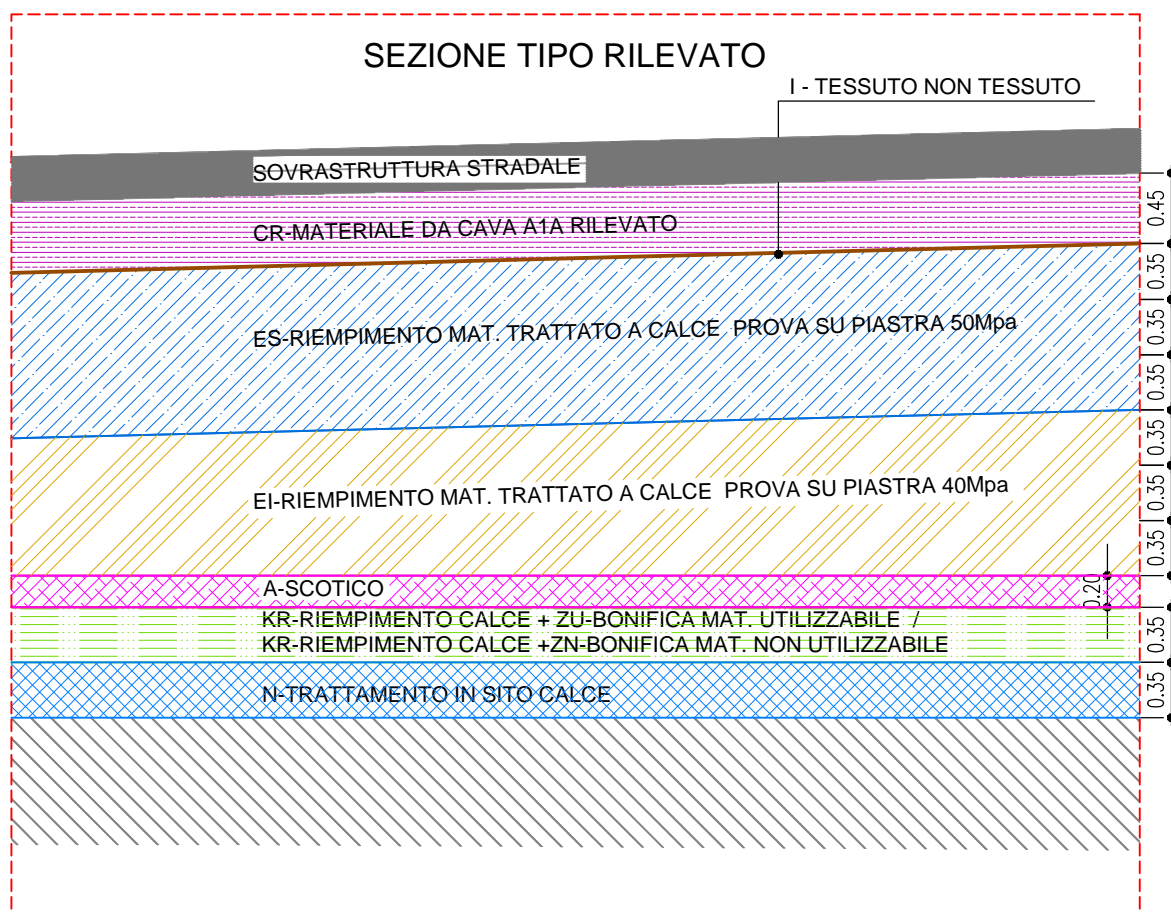 SEZIONE TIPO RILEVATO
I - TESSUTO NON TESSUTO
SOVRASTRUTTURA STRADALE
CR-MATERIALE DA CAVA A1A RILEVATO
ES-RIEMPIMENTO MAT. TRATTATO A CALCE PROVA SU PIASTRA 50Mpa
EI-RIEMPIMENTO MAT. TRATTATO A CALCE PROVA SU PIASTRA 40Mpa
A-SCOTICO
KR-RIEMPIMENTO CALCE + ZU-BONIFICA MAT. UTILIZZABILE /
KR-RIEMPIMENTO CALCE +ZN-BONIFICA MAT. NON UTILIZZABILE
N-TRATTAMENTO IN SITO CALCE
0.45
0.35
0.35
0.35
0.35
0.35
0.35
0.20
0.35
0.35